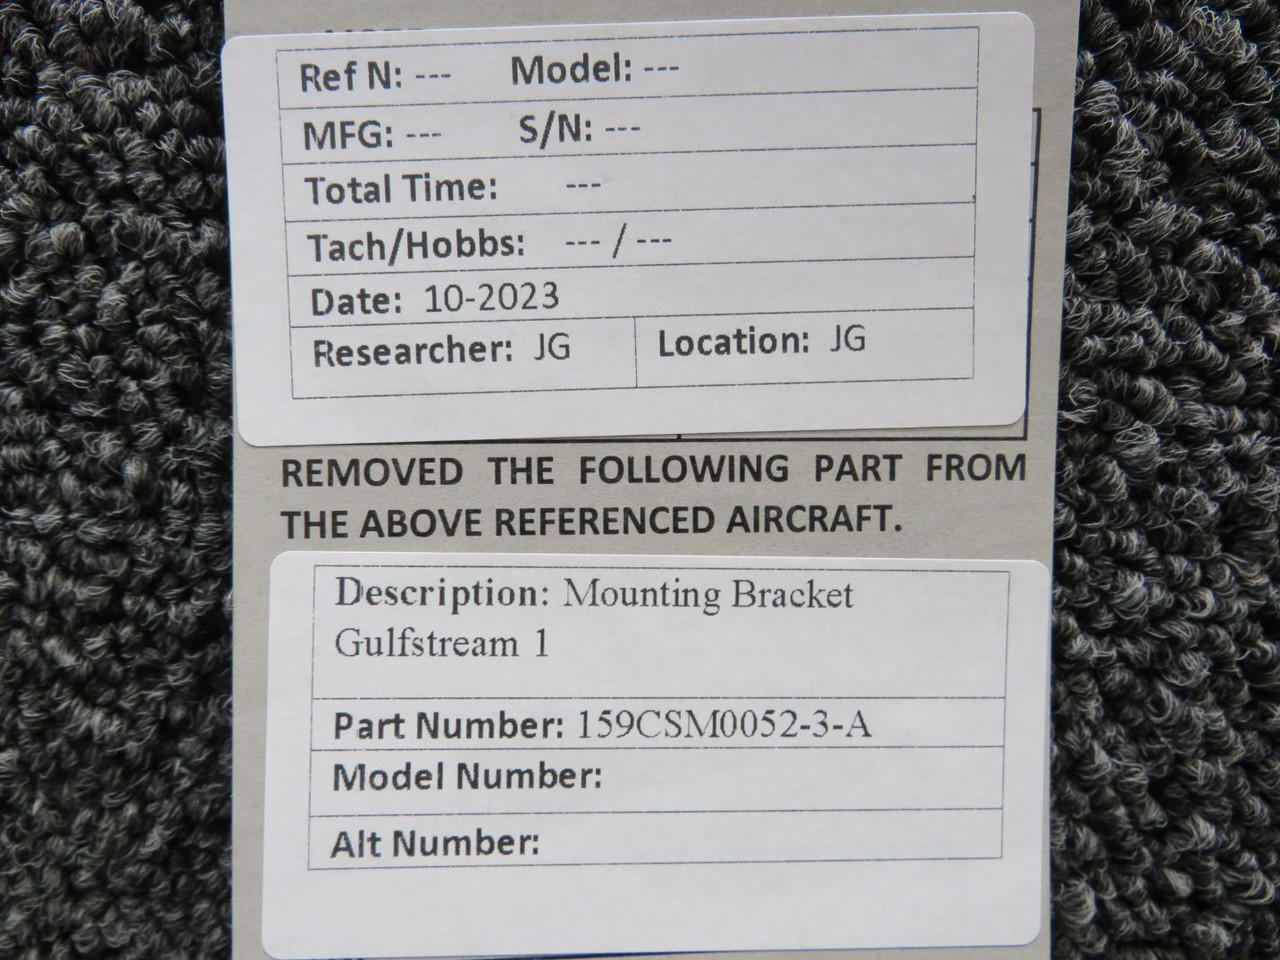 Ref N: --- Model: ---
MFG: --- S/N: ---
Total Time: ---
Tach/Hobbs: --- / ---
Date: 10-2023
Researcher: JG Location: JG
REMOVED THE FOLLOWING PART FROM
THE ABOVE REFERENCED AIRCRAFT.
Description: Mounting Bracket
Gulfstream 1
Part Number: 159CSM0052-3-A
Model Number:
Alt Number: